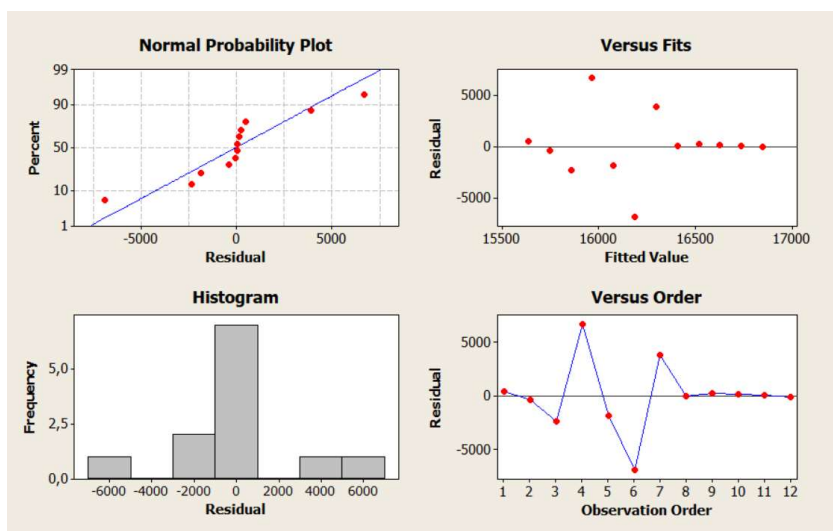 Normal Probability Plot
99
90
50
10
1
Percent
-5000 0 5000
Residual
Versus Fits
5000
0
-5000
Residual
15500 16000 16500 17000
Fitted Value
Histogram
5,0
2,5
0,0
Frequency
-6000 -4000 -2000 0 2000 4000 6000
Residual
Versus Order
5000
0
-5000
Residual
1 2 3 4 5 6 7 8 9 10 11 12
Observation Order